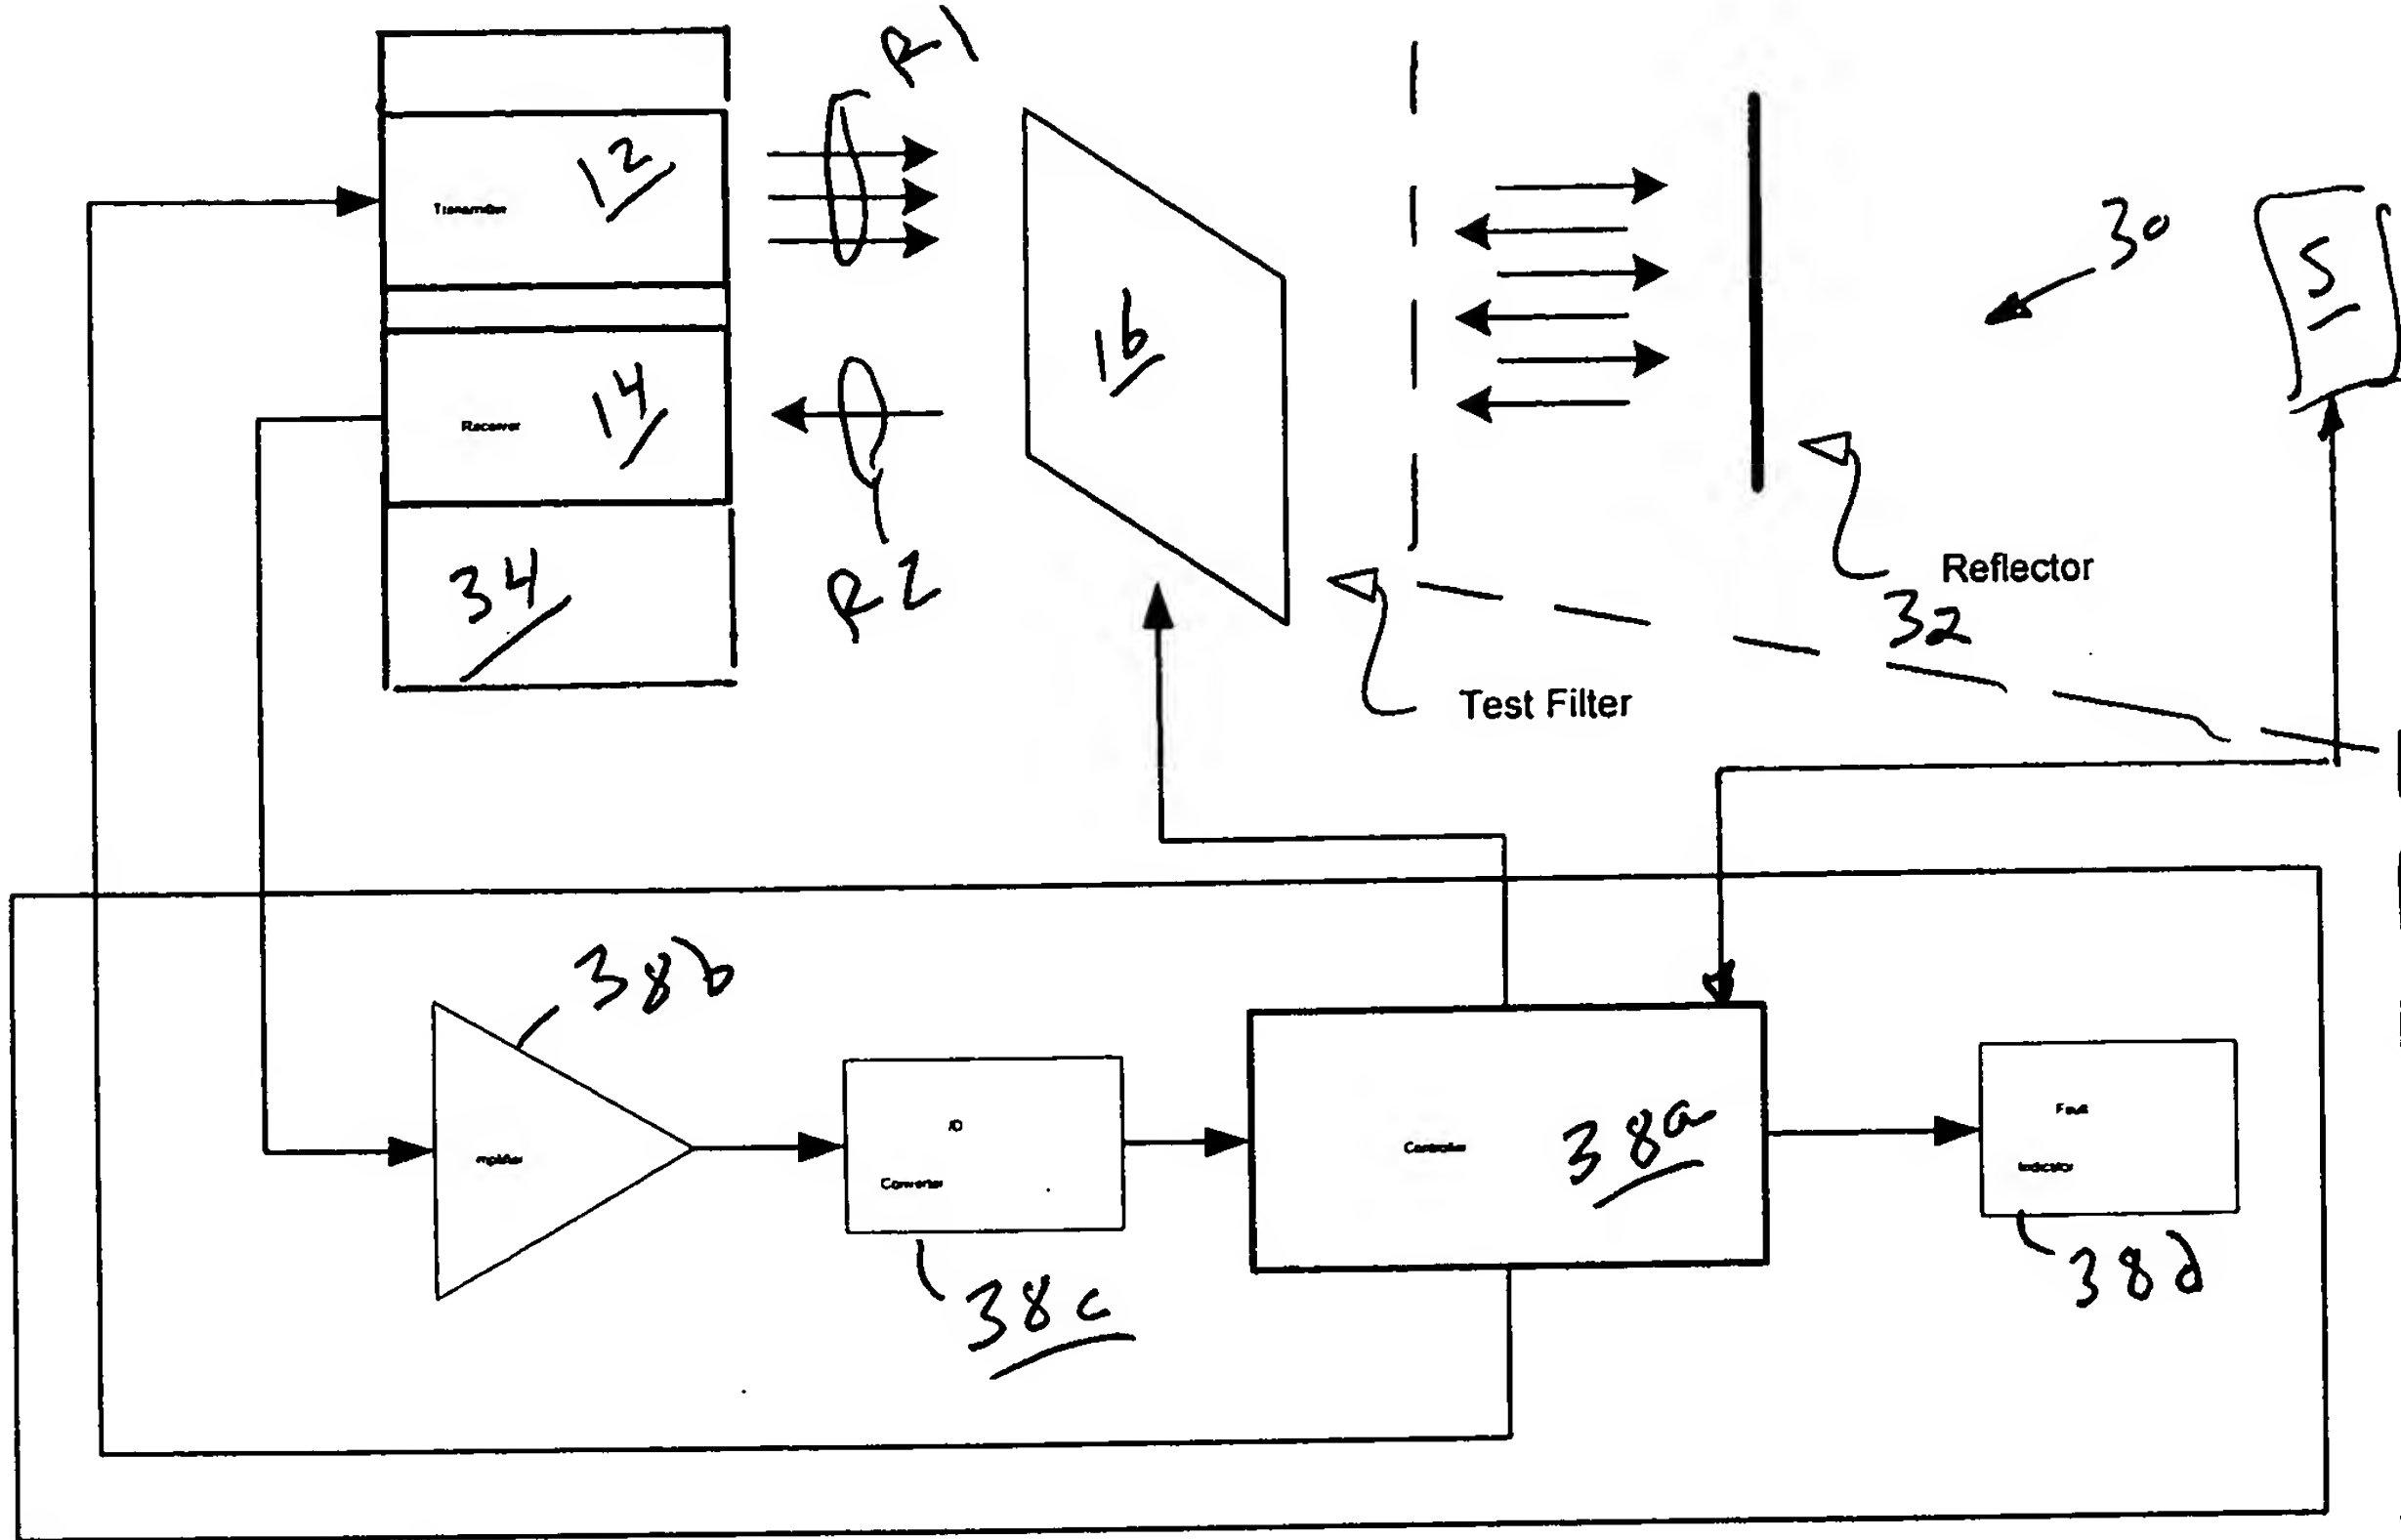 R1
12
Transmitter
30
S
16
14
Receiver
Reflector
32
R2
34
Test Filter
38b
mplifier
/D
Converter
38c
Controller
38a
Fault
Indicator
38d